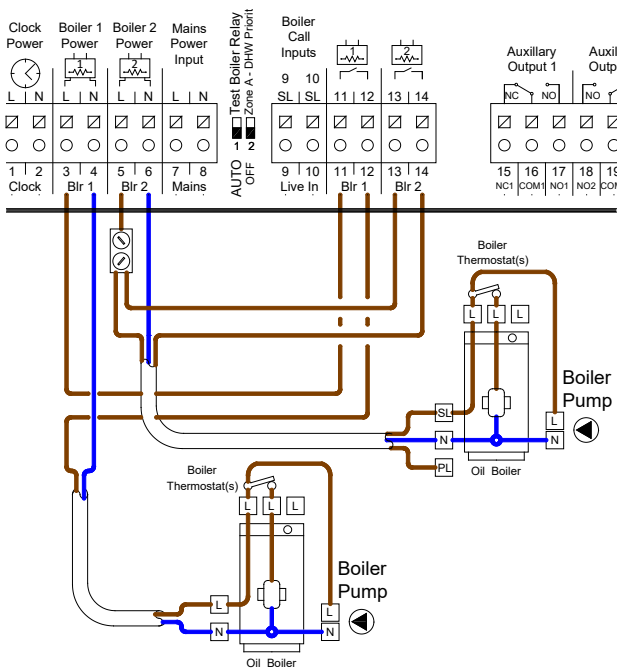 Clock Power
Boiler 1 Power
Boiler 2 Power
Mains Power Input
Test Boiler Relay
Zone A - DHW Priorit
Boiler Call Inputs
1
2
Auxillary Output 1
Auxil
Outp
L N L N L N L N
1 2
AUTO
OFF
9 10
SL SL 11 12 13 14
NC NO NO
1 2 3 4 5 6 7 8
9 10 11 12 13 14
15 16 17 18 19
Clock Blr 1 Blr 2 Mains
Live In Blr 1 Blr 2
NC1 COM1 NO1 NO2 COM
Boiler
Thermostat(s)
L L L
Boiler
Pump
SL
L
N
N
PL
Oil Boiler
Boiler
Thermostat(s)
L L L
Boiler
Pump
L
L
N
N
Oil Boiler